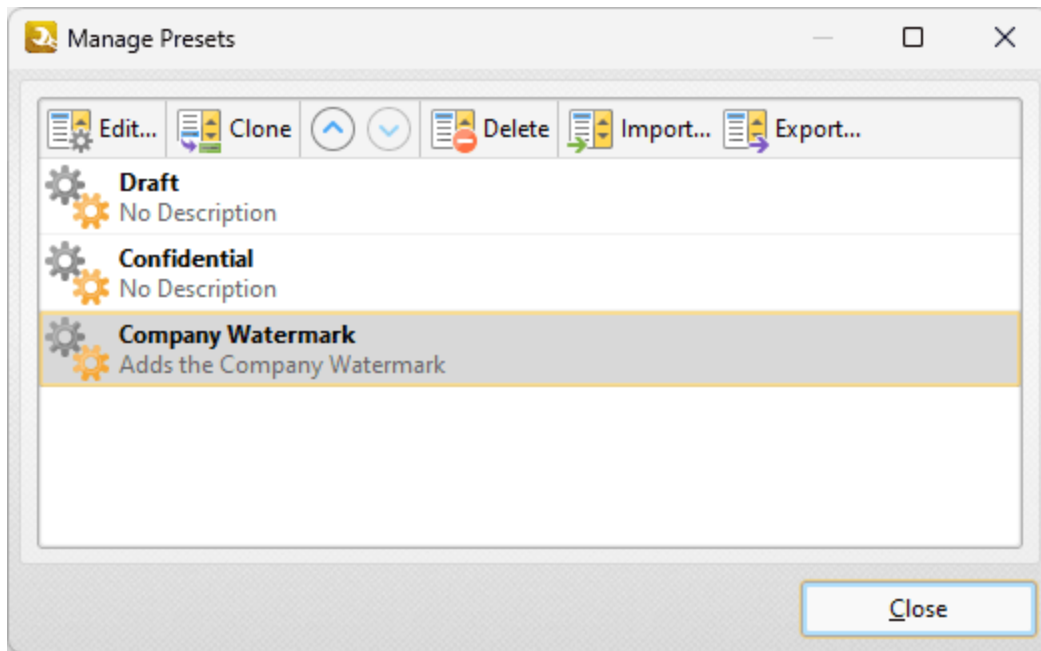 Manage Presets
Edit... Clone Delete Import... Export...
Draft
No Description
Confidential
No Description
Company Watermark
Adds the Company Watermark
Close